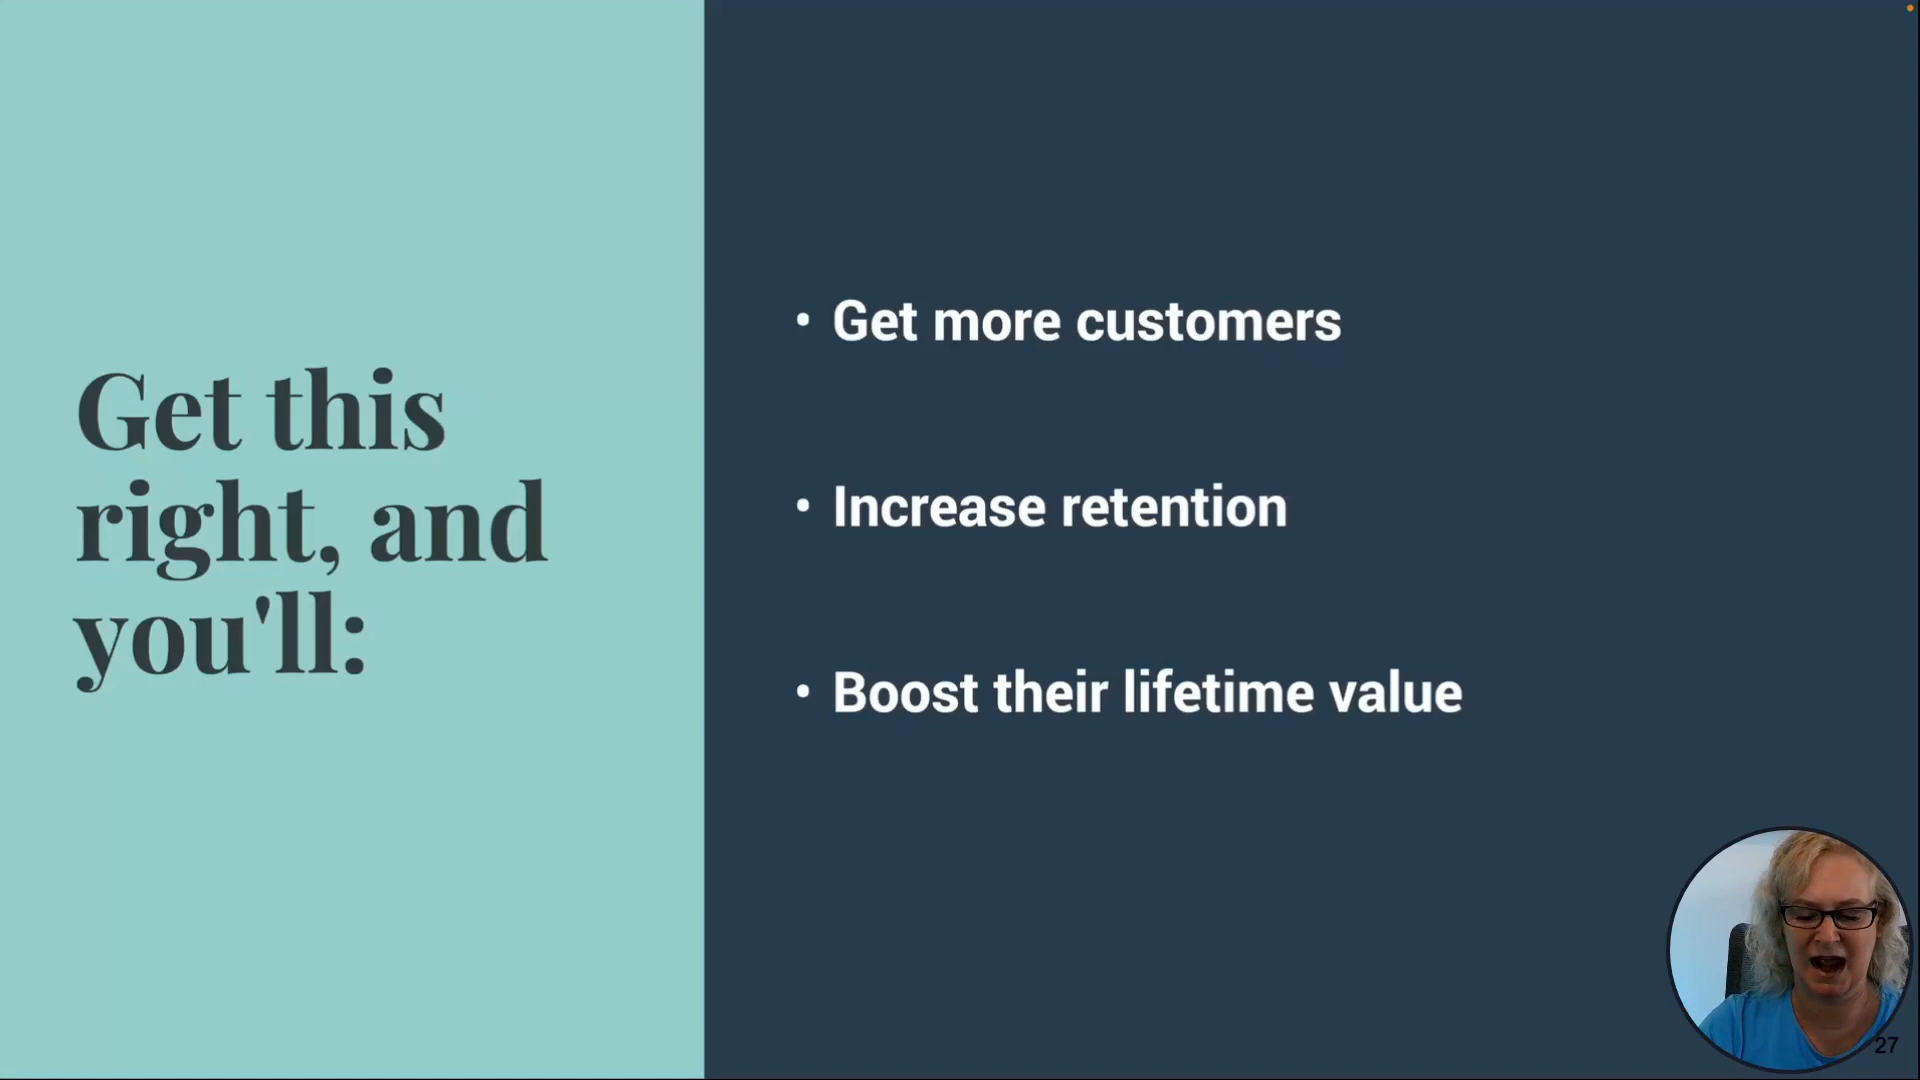 Get this
right, and
you'll:
• Get more customers
• Increase retention
• Boost their lifetime value
27